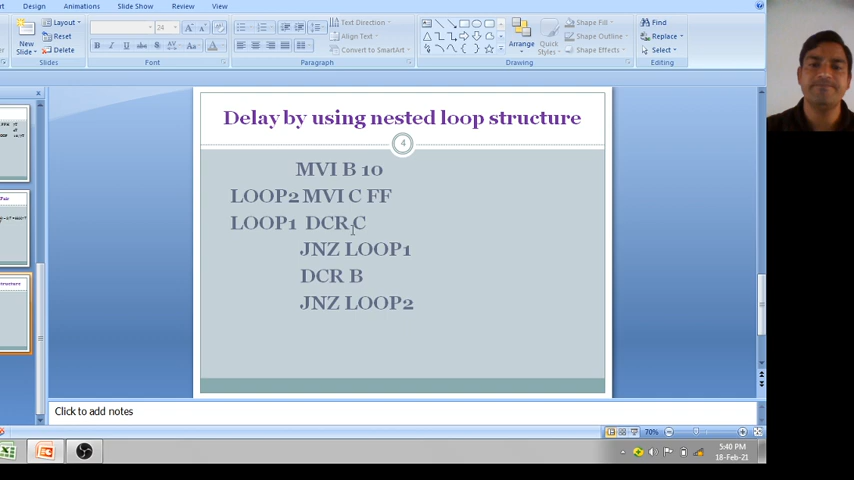 Design Animations Slide Show Review View
Layout
Reset
New
Slide
Delete
24
Text Direction
Align Text
Convert to SmartArt
Arrange
Quick
Styles
Shape Fill
Shape Outline
Shape Effects
Find
Replace
Select
Slides Font Paragraph Drawing Editing
Delay by using nested loop structure
4
MVI B 10
LOOP2 MVI C FF
LOOP1 DCR C
JNZ LOOP1
DCR B
JNZ LOOP2
Click to add notes
70%
5:40 PM
18-Feb-21